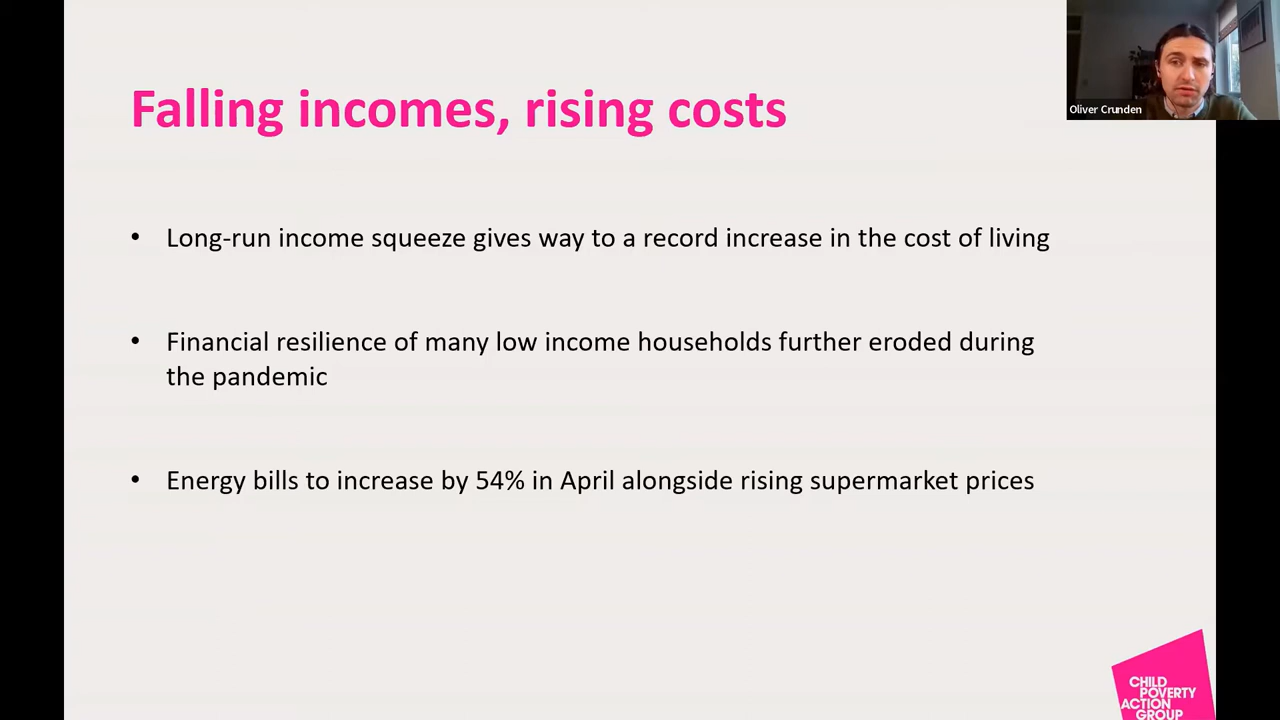 Falling incomes, rising costs
Oliver Crunden
• Long-run income squeeze gives way to a record increase in the cost of living
• Financial resilience of many low income households further eroded during
the pandemic
• Energy bills to increase by 54% in April alongside rising supermarket prices
CHILD
POVERTY
ACTION
GROUP